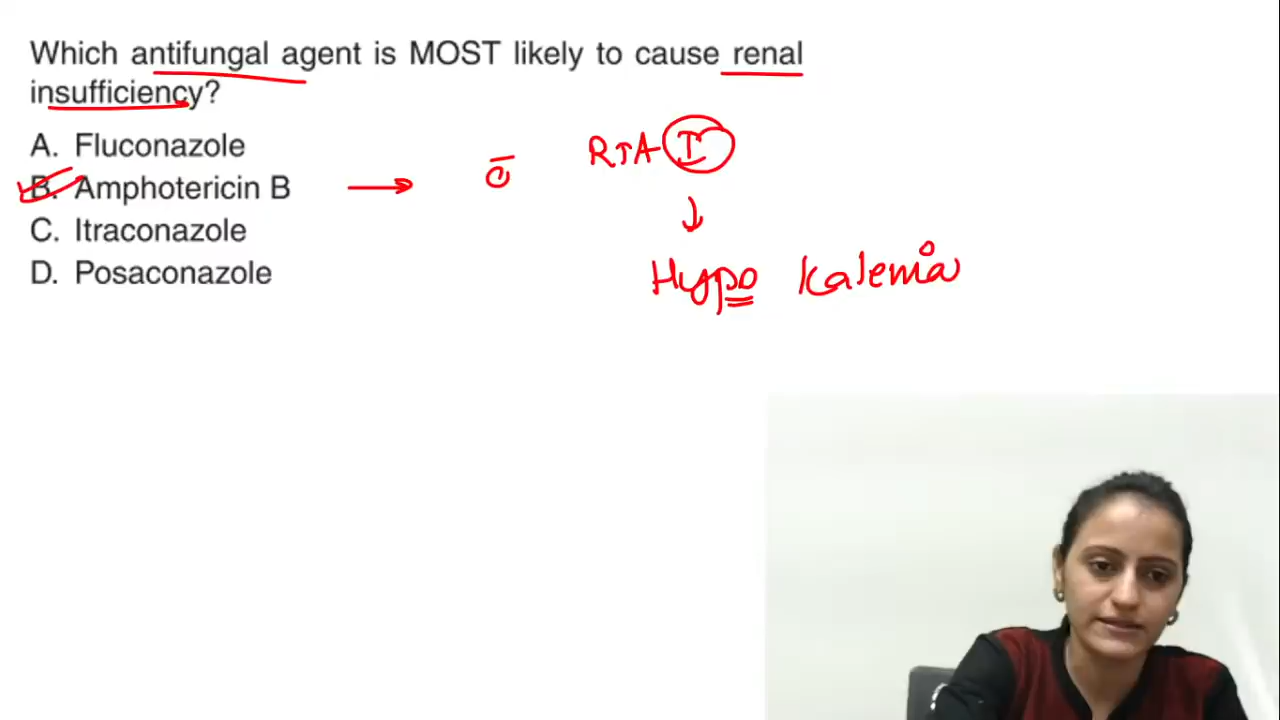 Which antifungal agent is MOST likely to cause renal
insufficiency?
A. Fluconazole
B. Amphotericin B
C. Itraconazole
D. Posaconazole
RTA I
Hypo Kalemia